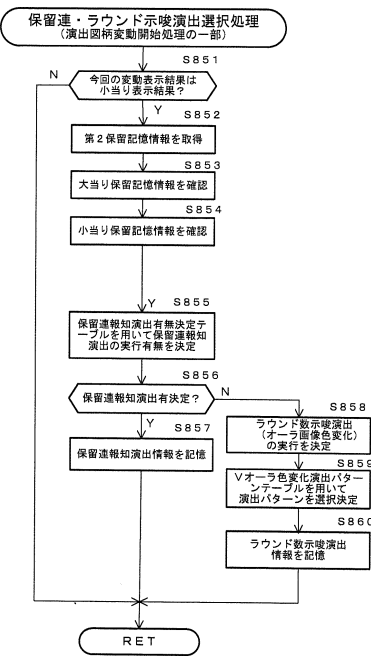 保留連・ラウンド示唆演出選択処理
(演出図柄変動開始処理の一部)
S851
N
今回の変動表示結果は
小当り表示結果?
Y
S852
第2保留記憶情報を取得
S853
大当り保留記憶情報を確認
S854
小当り保留記憶情報を確認
Y
S855
保留連報知演出有無決定テ
ーブルを用いて保留連報知
演出の実行有無を決定
S856
保留連報知演出有決定?
N
Y
S857
保留連報知演出情報を記憶
S858
ラウンド数示唆演出
(オーラ画像色変化)
の実行を決定
S859
Vオーラ色変化演出パター
ンテーブルを用いて
演出パターンを選択決定
S860
ラウンド数示唆演出
情報を記憶
RET